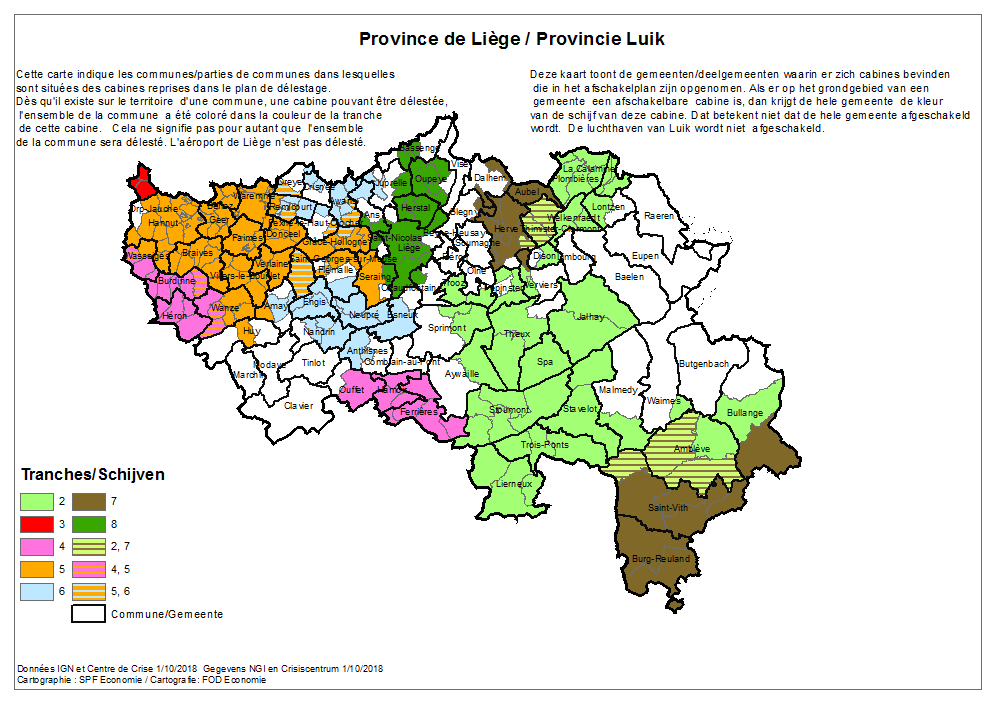 Province de Liège / Provincie Luik
Cette carte indique les communes/parties de communes dans lesquelles
sont situées des cabines reprises dans le plan de délestage.
Dès qu'il existe sur le territoire d'une commune, une cabine pouvant être délestée,
l'ensemble de la commune a été coloré dans la couleur de la tranche
de cette cabine. Cela ne signifie pas pour autant que l'ensemble
de la commune sera délesté. L'aéroport de Liège n'est pas délesté.
Deze kaart toont de gemeenten/deelgemeenten waarin er zich cabines bevinden
die in het afschakelplan zijn opgenomen. Als er op het grondgebied van een
gemeente een afschakelbare cabine is, dan krijgt de hele gemeente de kleur
van de schijf van deze cabine. Dat betekent niet dat de hele gemeente afgeschakeld
wordt. De luchthaven van Luik wordt niet afgeschakeld.
Bassenge
Visé
Oupeye
Dalhem
Aubel
Plombières
Juprelle
Waremme
Geer
Hannut
Ans
Herstal
Lontzen
Raeren
Welkenraedt
Herve
Thimister-Clermont
Faimes
Donceel
Grâce-Hollogne
Saint-Nicolas
Liège
Soumagne
Eupen
Wasseiges
Braives
Verlaine
Saint-Georges-sur-Meuse
Flémalle
Dison
Limbourg
Villers-le-Bouillet
Seraing
Chaudfontaine
Olne
Trooz
Pepinster
Verviers
Baelen
Burdinne
Héron
Wanze
Amay
Engis
Neupré
Esneux
Jalhay
Huy
Nandrin
Sprimont
Theux
Anthisnes
Comblain-au-Pont
Modave
Marchin
Tinlot
Aywaille
Spa
Butgenbach
Clavier
Ouffet
Hamoir
Ferrières
Stoumont
Stavelot
Malmedy
Waimes
Bullange
Trois-Ponts
Amblève
Lierneux
Saint-Vith
Burg-Reuland
Tranches/Schijven
2 7
3 8
4 2, 7
5 4, 5
6 5, 6
Commune/Gemeente
Données IGN et Centre de Crise 1/10/2018 Gegevens NGI en Crisiscentrum 1/10/2018
Cartographie : SPF Economie / Cartografie: FOD Economie